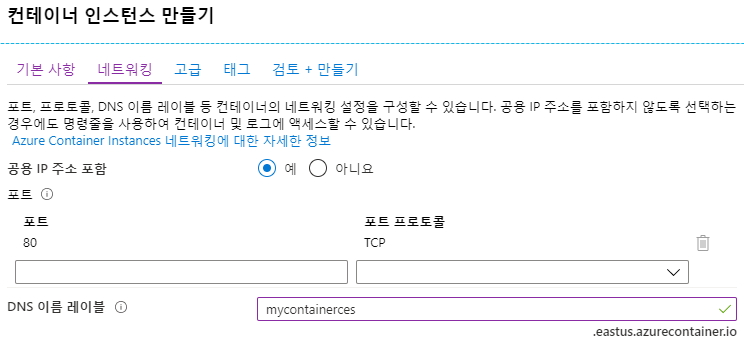 컨테이너 인스턴스 만들기
기본 사항 네트워킹 고급 태그 검토 + 만들기
포트, 프로토콜, DNS 이름 레이블 등 컨테이너의 네트워킹 설정을 구성할 수 있습니다. 공용 IP 주소를 포함하지 않도록 선택하는
경우에도 명령줄을 사용하여 컨테이너 및 로그에 액세스할 수 있습니다.
Azure Container Instances 네트워킹에 대한 자세한 정보
공용 IP 주소 포함 예 아니요
포트
포트 포트 프로토콜
80 TCP
DNS 이름 레이블 mycontainerces
.eastus.azurecontainer.io